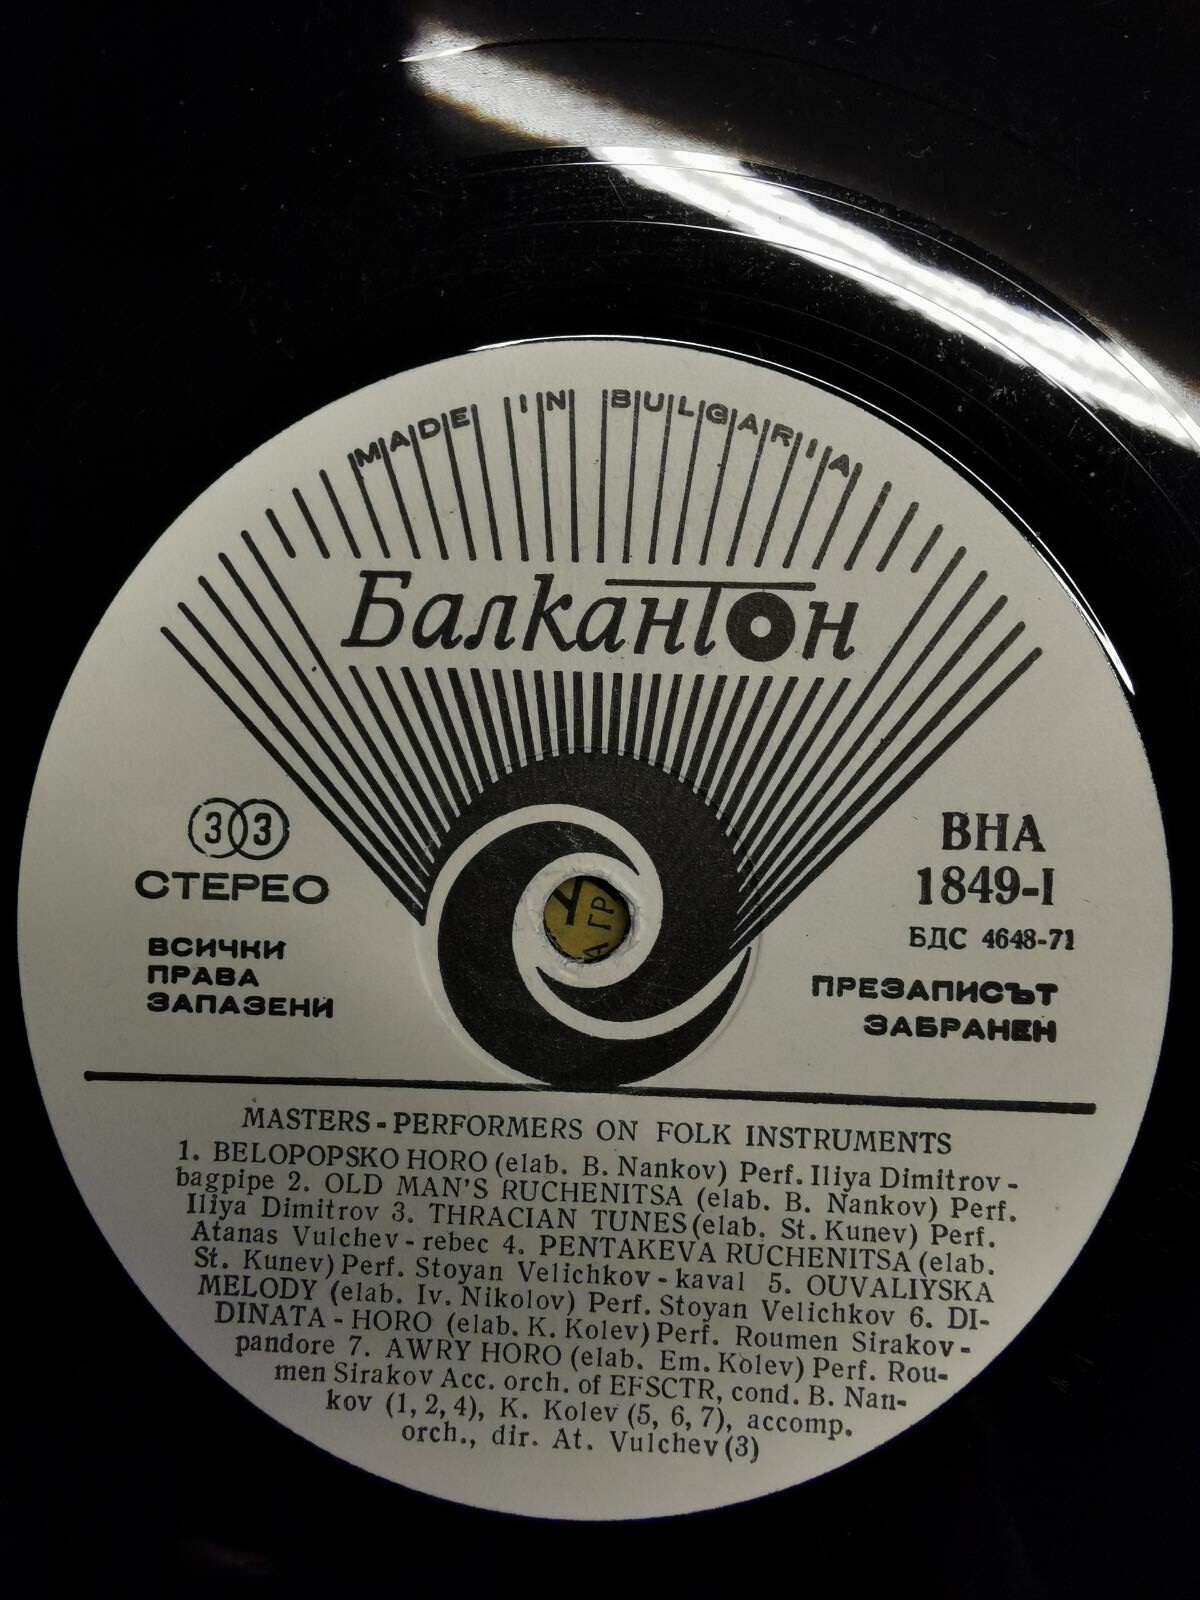 MADE IN BULGARIA
Балкантон
33
СТЕРЕО
ВСИЧКИ
ПРАВА
ЗАПАЗЕНИ
ВНА
1849-I
БДС 4648-71
ПРЕЗАПИСЪТ
ЗАБРАНЕН
MASTERS-PERFORMERS ON FOLK INSTRUMENTS
1. BELOPOPSKO HORO (elab. B. Nankov) Perf. Iliya Dimitrov-
bagpipe 2. OLD MAN'S RUCHENITSA (elab. B. Nankov) Perf.
Iliya Dimitrov 3. THRACIAN TUNES (elab. St. Kunev) Perf.
Atanas Vulchev - rebec 4. PENTAKEVA RUCHENITSA (elab.
St. Kunev) Perf. Stoyan Velichkov - kaval 5. OUVALIYSKA
MELODY (elab. Iv. Nikolov) Perf. Stoyan Velichkov 6. DI-
DINATA - HORO (elab. K. Kolev) Perf. Roumen Sirakov-
pandore 7. AWRY HORO (elab. Em. Kolev) Perf. Rou-
men Sirakov Acc. orch. of EFSCTR, cond. B. Nan-
kov (1, 2, 4), K. Kolev (5, 6, 7), accomp.
orch., dir. At. Vulchev (3)